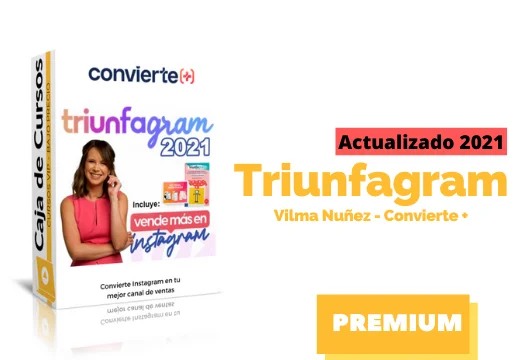 Caja de Cursos
CURSOS VIP - BAJO PRECIO
convierte(+)
triunfagram
2021
Incluye:
vende más en
instagram
Convierte Instagram en tu
mejor canal de ventas
Actualizado 2021
Triunfagram
Vilma Nuñez - Convierte +
PREMIUM